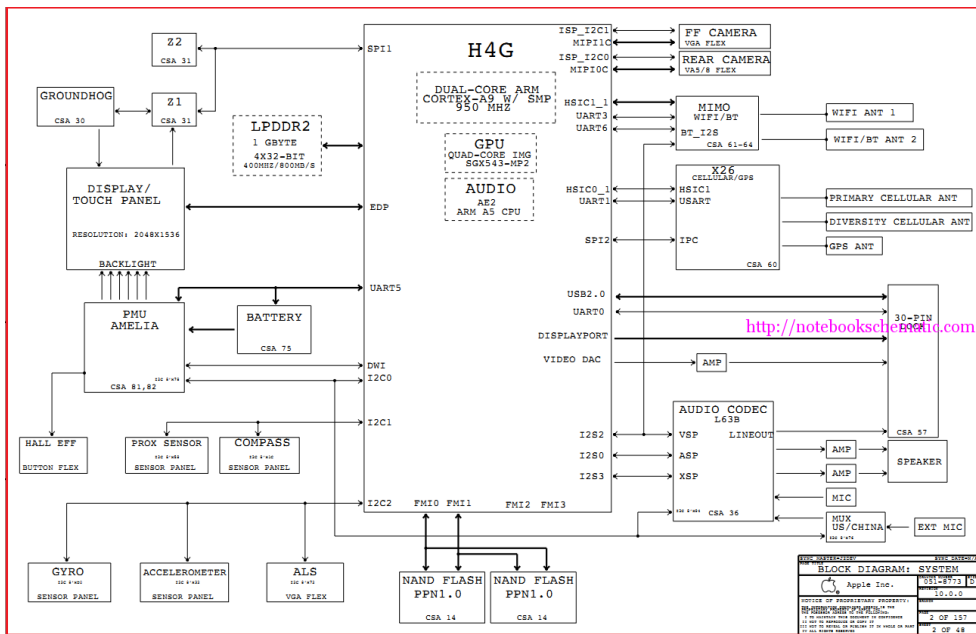 Z2
CSA 31
GROUNDHOG
CSA 30
Z1
CSA 31
LPDDR2
1 GBYTE
4X32-BIT
400MHZ/800MB/S
DISPLAY/
TOUCH PANEL
RESOLUTION: 2048X1536
BACKLIGHT
PMU
AMELIA
CSA 81,82
BATTERY
CSA 75
HALL EFF
BUTTON FLEX
PROX SENSOR
SENSOR PANEL
COMPASS
SENSOR PANEL
GYRO
SENSOR PANEL
ACCELEROMETER
SENSOR PANEL
ALS
VGA FLEX
H4G
DUAL-CORE ARM
CORTEX-A9 W/ SMP
950 MHZ
GPU
QUAD-CORE IMG
SGX543-MP2
AUDIO
AE2
ARM A5 CPU
SPI1
EDP
UART5
DWI
I2C0
I2C1
I2C2
FMI0 FMI1 FMI2 FMI3
NAND FLASH
PPN1.0
CSA 14
NAND FLASH
PPN1.0
CSA 14
ISP_I2C1
MIPI1C
ISP_I2C0
MIPI0C
HSIC1_1
UART3
UART6
HSIC0_1
UART1
SPI2
USB2.0
UART0
DISPLAYPORT
VIDEO DAC
I2S2
I2S0
I2S3
FF CAMERA
VGA FLEX
REAR CAMERA
VA5/8 FLEX
MIMO
WIFI/BT
BT_I2S
CSA 61-64
WIFI ANT 1
WIFI/BT ANT 2
X26
CELLULAR/GPS
HSIC1
USART
IPC
CSA 60
PRIMARY CELLULAR ANT
DIVERSITY CELLULAR ANT
GPS ANT
30-PIN
CSA 57
http://notebookschematic.com
AMP
AUDIO CODEC
L63B
VSP LINEOUT
ASP
XSP
CSA 36
AMP
AMP
SPEAKER
MIC
MUX
US/CHINA
EXT MIC
BLOCK DIAGRAM: SYSTEM
Apple Inc.
051-8773 D
10.0.0
NOTICE OF PROPRIETARY PROPERTY:
2 OF 157
2 OF 48